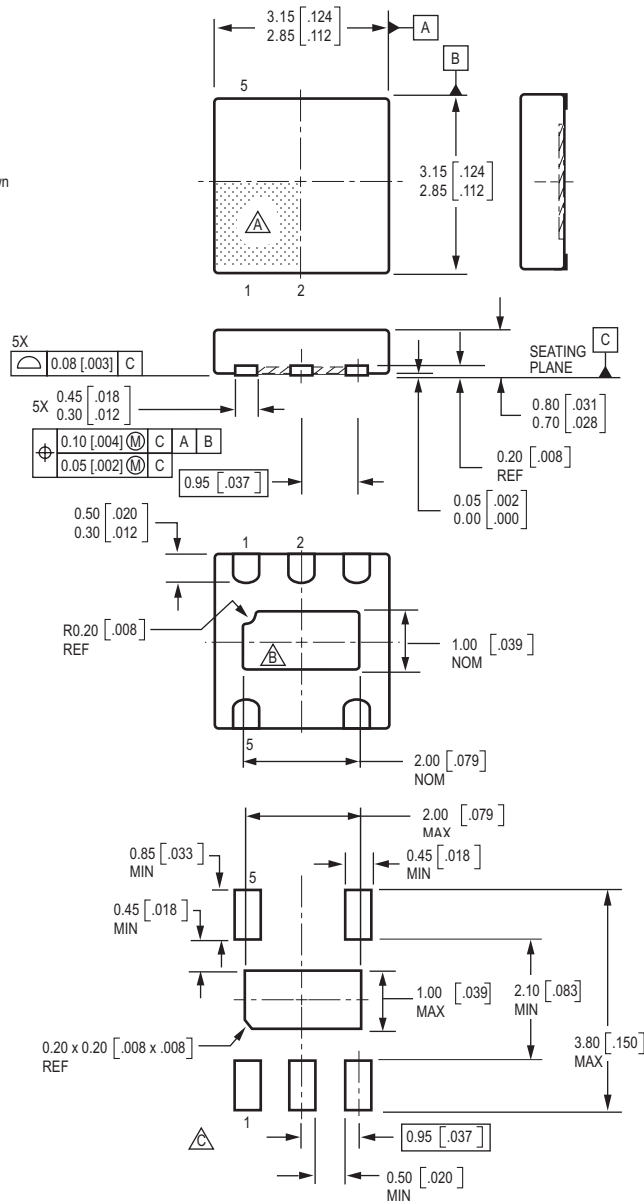 3.15 [.124]
2.85 [.112]
A
B
5
wn
3.15 [.124]
2.85 [.112]
A
1 2
5X
0.08 [.003] C
SEATING
PLANE
C
5X 0.45 [.018]
0.30 [.012]
0.80 [.031]
0.70 [.028]
0.10 [.004] Ⓜ C A B
0.05 [.002] Ⓜ C
0.20 [.008]
REF
0.95 [.037]
0.05 [.002]
0.00 [.000]
0.50 [.020]
0.30 [.012]
1 2
R0.20 [.008]
REF
B
1.00 [.039]
NOM
5
2.00 [.079]
NOM
2.00 [.079]
MAX
0.85 [.033]
MIN
5
0.45 [.018]
MIN
0.45 [.018]
MIN
1.00 [.039]
MAX
2.10 [.083]
MIN
0.20 x 0.20 [.008 x .008]
REF
3.80 [.150]
MAX
1
C
0.95 [.037]
0.50 [.020]
MIN